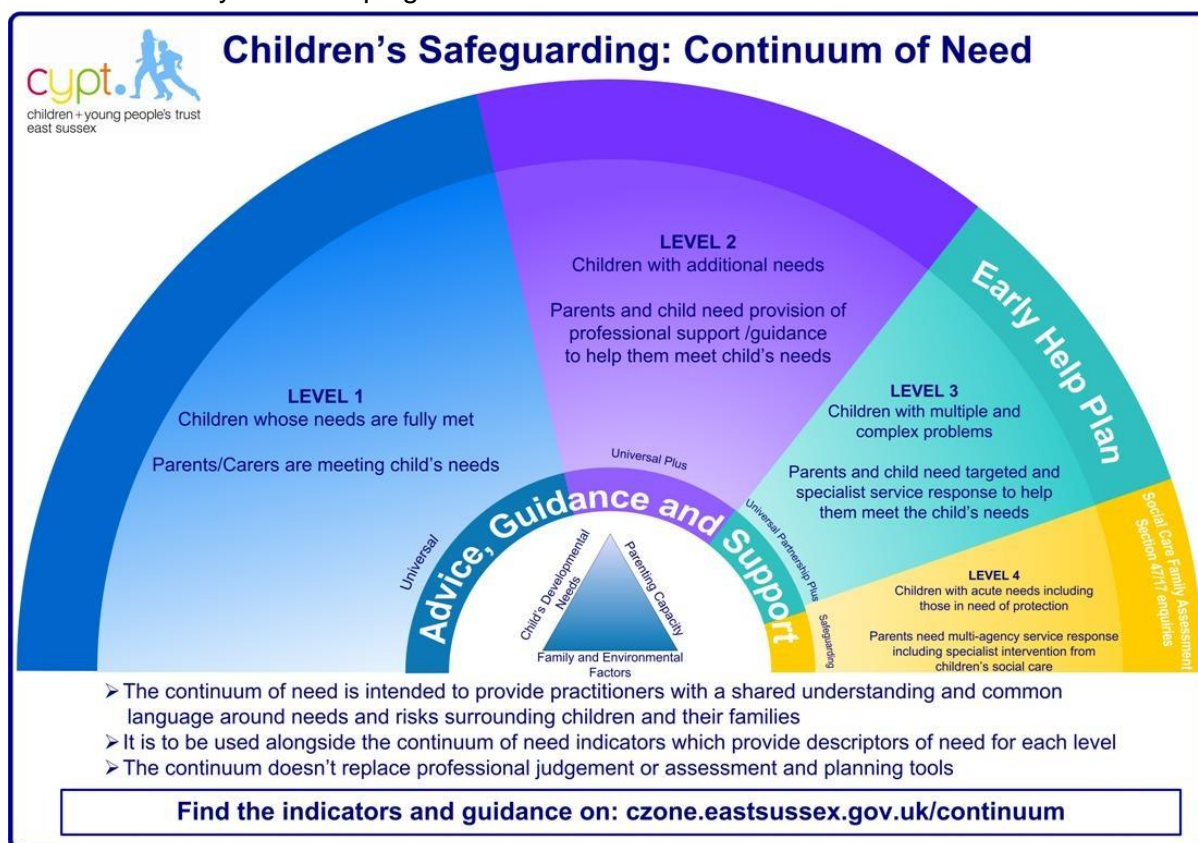 Children's Safeguarding: Continuum of Need
cypt.
children + young people's trust
east sussex
LEVEL 1
Children whose needs are fully met
Parents/Carers are meeting child's needs
LEVEL 2
Children with additional needs
Parents and child need provision of
professional support /guidance
to help them meet child's needs
LEVEL 3
Children with multiple and
complex problems
Parents and child need targeted and
specialist service response to help
them meet the child's needs
LEVEL 4
Children with acute needs including
those in need of protection
Parents need multi-agency service response
including specialist intervention from
children's social care
Early Help Plan
Social Care Family Assessment
Section 47/17 enquiries
Universal
Universal Plus
Universal Partnership Plus
Safeguarding
Advice, Guidance and Support
Child's Developmental
Needs
Parenting Capacity
Family and Environmental
Factors
➢ The continuum of need is intended to provide practitioners with a shared understanding and common
language around needs and risks surrounding children and their families
➢ It is to be used alongside the continuum of need indicators which provide descriptors of need for each level
➢ The continuum doesn't replace professional judgement or assessment and planning tools
Find the indicators and guidance on: czone.eastsussex.gov.uk/continuum